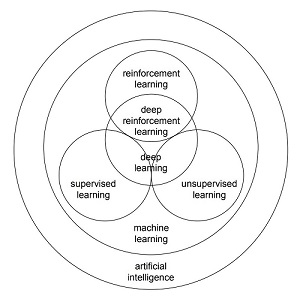 reinforcement
learning
deep
reinforcement
learning
deep
learning
supervised
learning
unsupervised
learning
machine
learning
artificial
intelligence